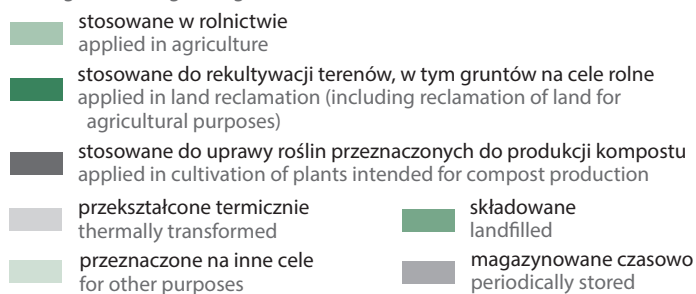 stosowane w rolnictwie
applied in agriculture
stosowane do rekultywacji terenów, w tym gruntów na cele rolne
applied in land reclamation (including reclamation of land for
agricultural purposes)
stosowane do uprawy roślin przeznaczonych do produkcji kompostu
applied in cultivation of plants intended for compost production
przekształcone termicznie
thermally transformed
składowane
landfilled
przeznaczone na inne cele
for other purposes
magazynowane czasowo
periodically stored